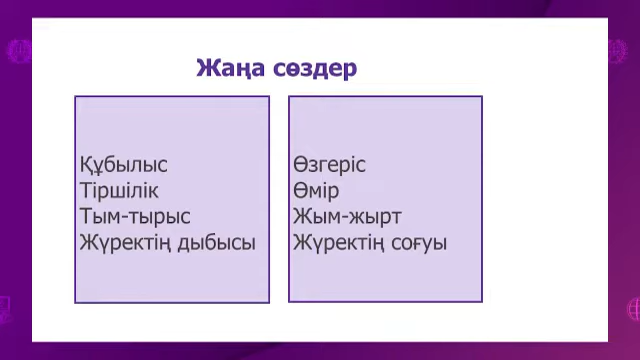 Жаңа сөздер
Құбылыс
Тіршілік
Тым-тырыс
Жүректің дыбысы
Өзгеріс
Өмір
Жым-жырт
Жүректің соғуы